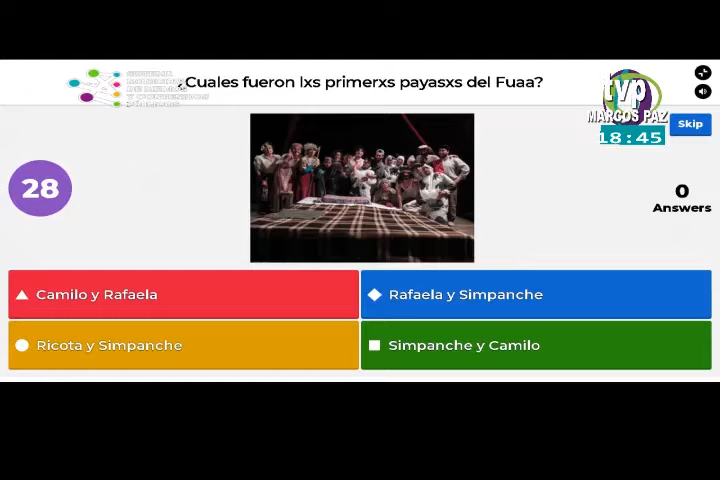 ¿Cuales fueron lxs primerxs payasxs del Fuaa?
tvp
MARCOS PAZ
18:45
Skip
28
0
Answers
Camilo y Rafaela
Rafaela y Simpanche
Ricota y Simpanche
Simpanche y Camilo